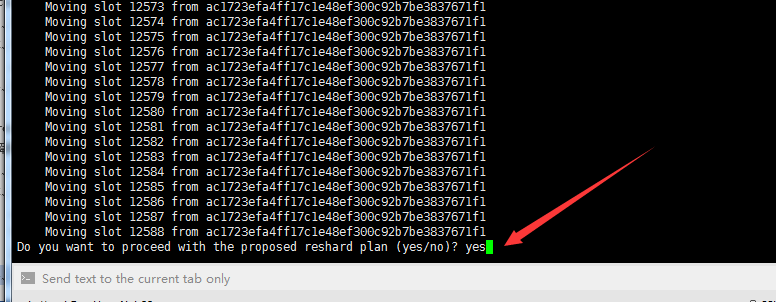 Moving slot 12573 from ac1723efa4ff17c1e48ef300c92b7be3837671f1
Moving slot 12574 from ac1723efa4ff17c1e48ef300c92b7be3837671f1
Moving slot 12575 from ac1723efa4ff17c1e48ef300c92b7be3837671f1
Moving slot 12576 from ac1723efa4ff17c1e48ef300c92b7be3837671f1
Moving slot 12577 from ac1723efa4ff17c1e48ef300c92b7be3837671f1
Moving slot 12578 from ac1723efa4ff17c1e48ef300c92b7be3837671f1
Moving slot 12579 from ac1723efa4ff17c1e48ef300c92b7be3837671f1
Moving slot 12580 from ac1723efa4ff17c1e48ef300c92b7be3837671f1
Moving slot 12581 from ac1723efa4ff17c1e48ef300c92b7be3837671f1
Moving slot 12582 from ac1723efa4ff17c1e48ef300c92b7be3837671f1
Moving slot 12583 from ac1723efa4ff17c1e48ef300c92b7be3837671f1
Moving slot 12584 from ac1723efa4ff17c1e48ef300c92b7be3837671f1
Moving slot 12585 from ac1723efa4ff17c1e48ef300c92b7be3837671f1
Moving slot 12586 from ac1723efa4ff17c1e48ef300c92b7be3837671f1
Moving slot 12587 from ac1723efa4ff17c1e48ef300c92b7be3837671f1
Moving slot 12588 from ac1723efa4ff17c1e48ef300c92b7be3837671f1
Do you want to proceed with the proposed reshard plan (yes/no)? yes
Send text to the current tab only